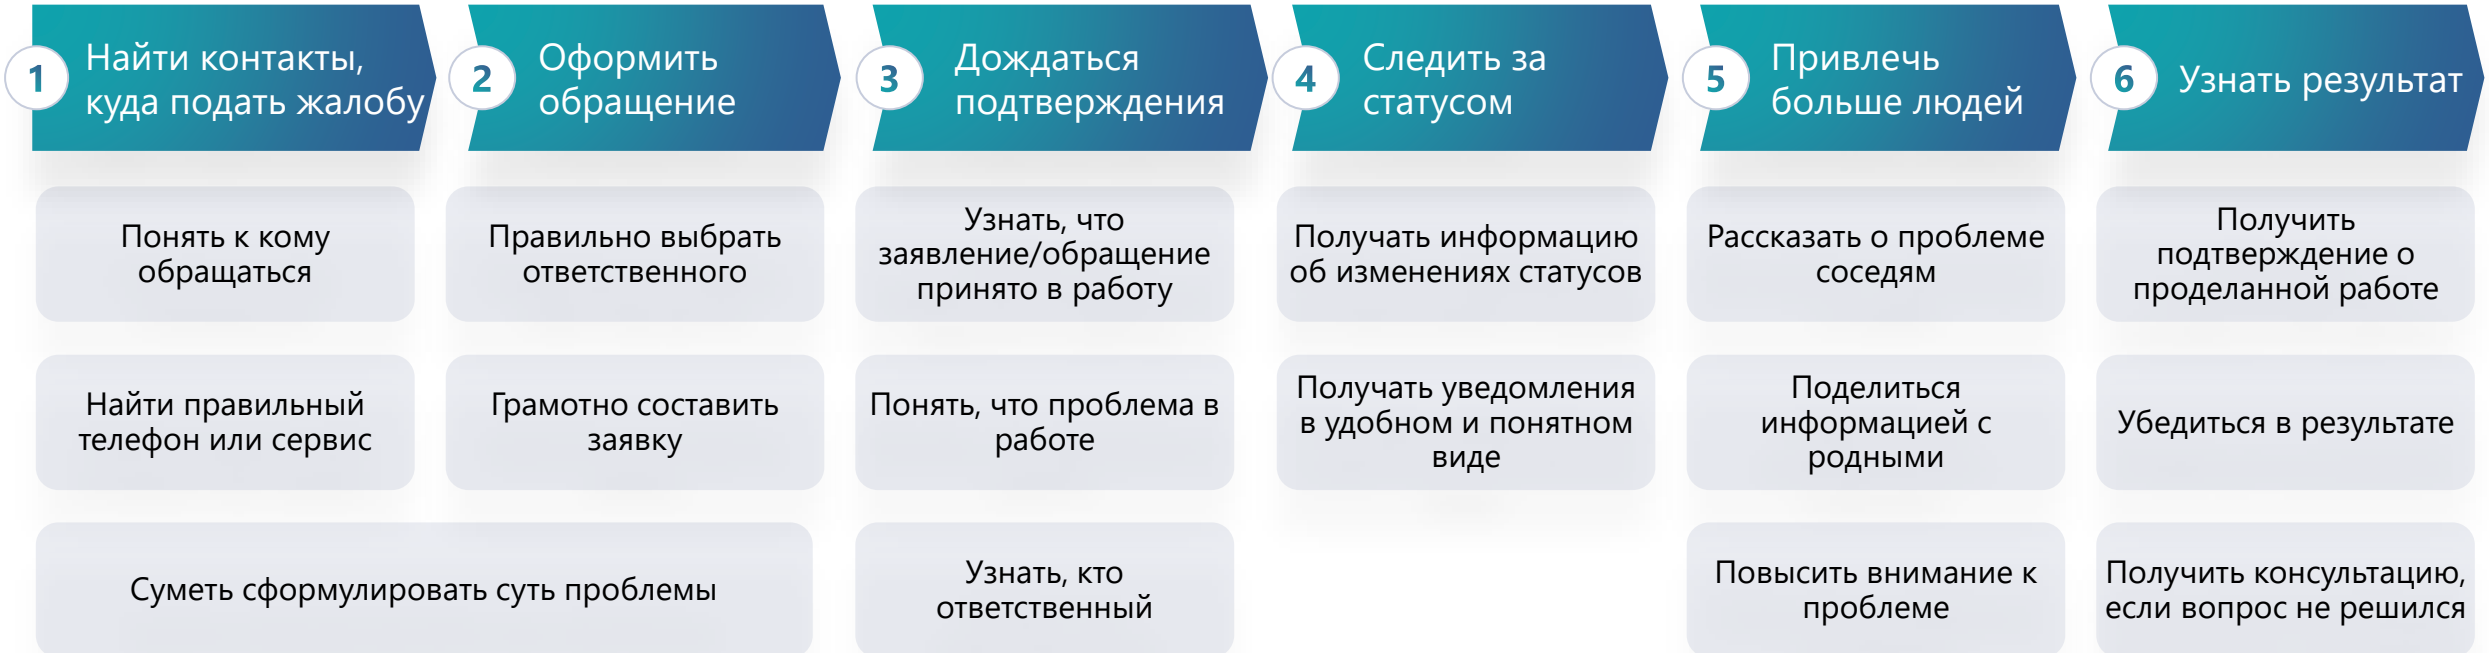 1
Найти контакты,
куда подать жалобу
2
Оформить
обращение
3
Дождаться
подтверждения
4
Следить за
статусом
5
Привлечь
больше людей
6
Узнать результат
Понять к кому
обращаться
Правильно выбрать
ответственного
Узнать, что
заявление/обращение
принято в работу
Получать информацию
об изменениях статусов
Рассказать о проблеме
соседям
Получить
подтверждение о
проделанной работе
Найти правильный
телефон или сервис
Грамотно составить
заявку
Понять, что проблема в
работе
Получать уведомления
в удобном и понятном
виде
Поделиться
информацией с
родными
Убедиться в результате
Суметь сформулировать суть проблемы
Узнать, кто
ответственный
Повысить внимание к
проблеме
Получить консультацию,
если вопрос не решился